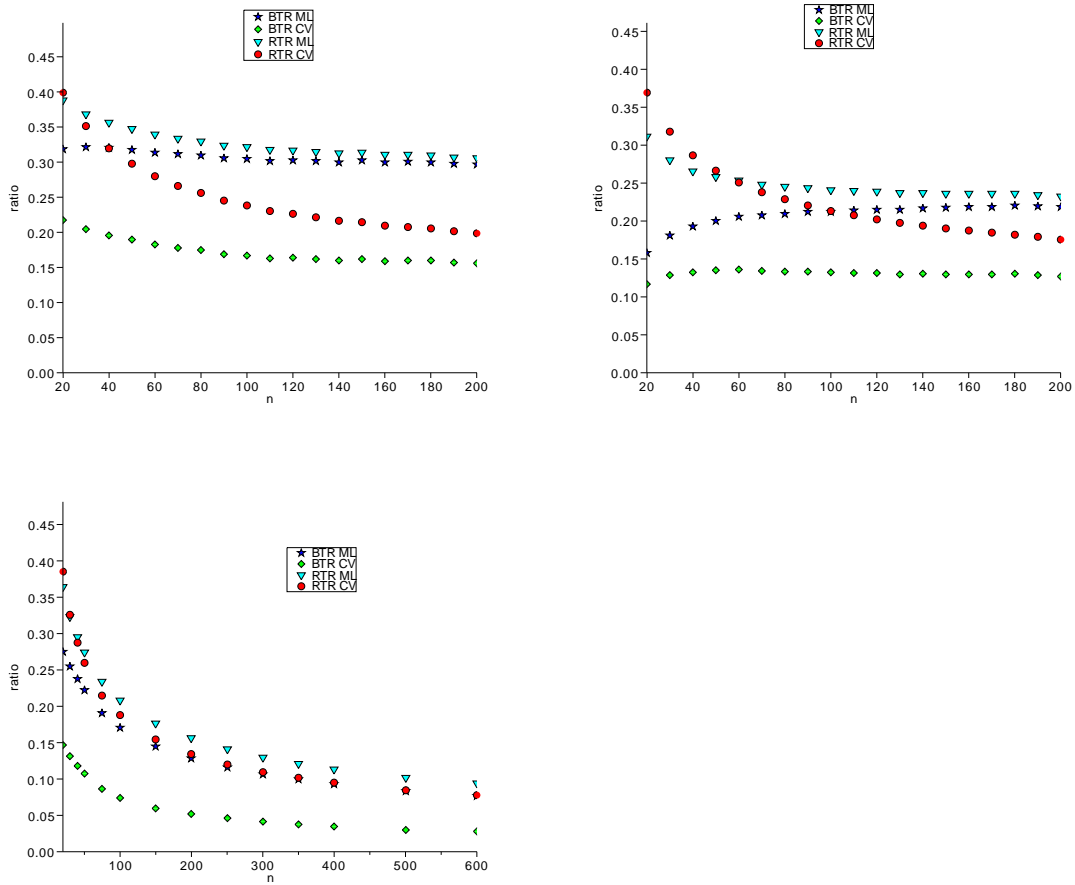 BTR ML
BTR CV
RTR ML
RTR CV
0.45
0.40
0.35
0.30
0.25
0.20
0.15
0.10
0.05
0.00
ratio
20 40 60 80 100 120 140 160 180 200
n
BTR ML
BTR CV
RTR ML
RTR CV
0.45
0.40
0.35
0.30
0.25
0.20
0.15
0.10
0.05
0.00
ratio
20 40 60 80 100 120 140 160 180 200
n
BTR ML
BTR CV
RTR ML
RTR CV
0.45
0.40
0.35
0.30
0.25
0.20
0.15
0.10
0.05
0.00
ratio
100 200 300 400 500 600
n